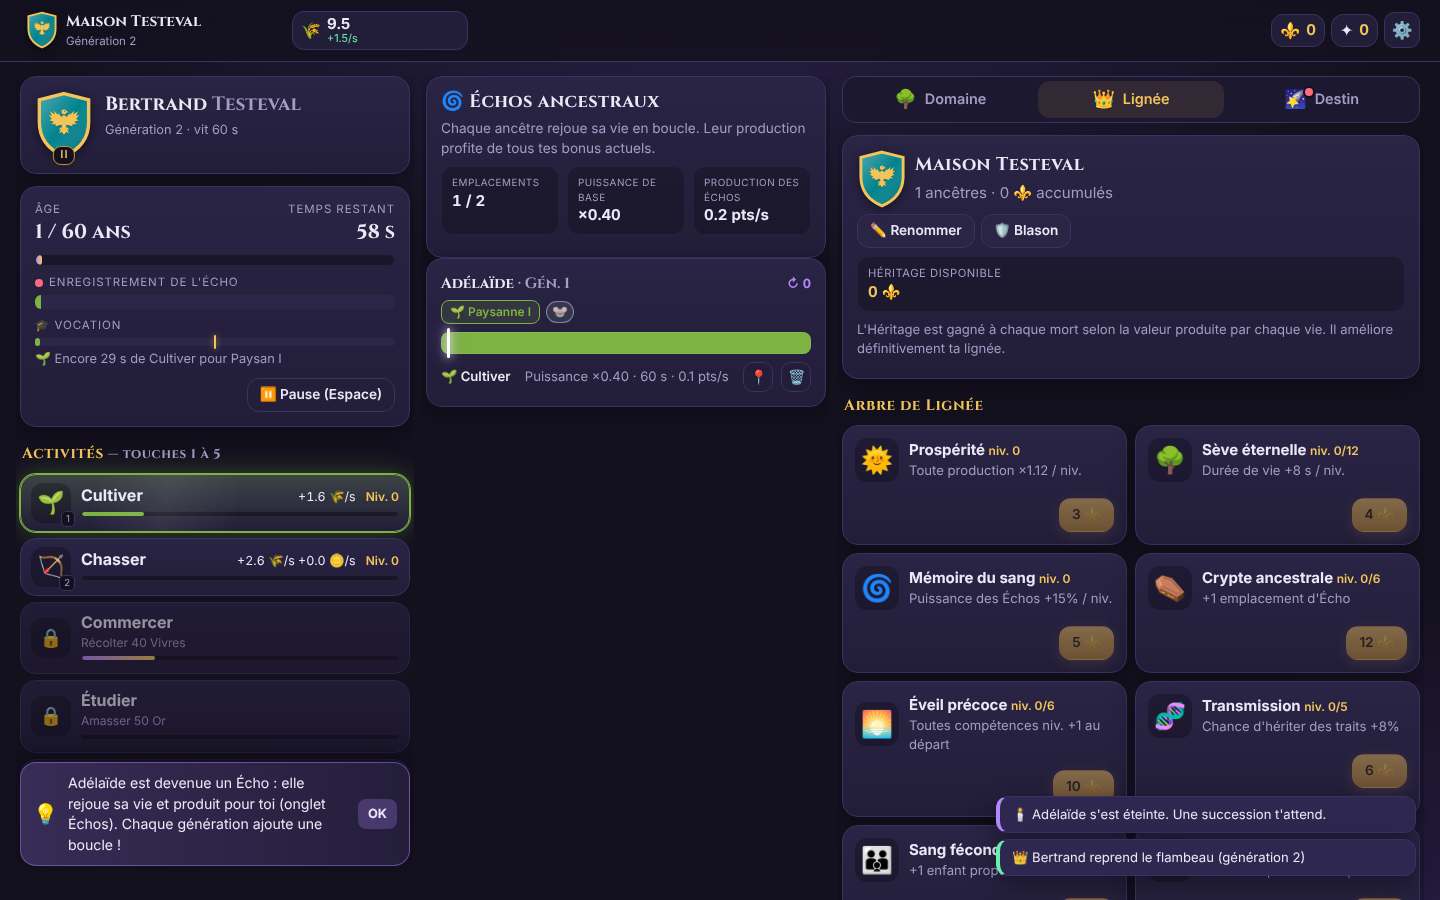 Maison Testeval
Génération 2
9.5
+1.5/s
0
0
Bertrand Testeval
Génération 2 · vit 60 s
II
ÂGE
TEMPS RESTANT
1 / 60 ans
58 s
ENREGISTREMENT DE L'ÉCHO
VOCATION
Encore 29 s de Cultiver pour Paysan I
Pause (Espace)
Activités — touches 1 à 5
Cultiver
+1.6 /s Niv. 0
1
Chasser
+2.6 /s +0.0 /s Niv. 0
2
Commercer
Récolter 40 Vivres
Étudier
Amasser 50 Or
Adélaïde est devenue un Écho : elle
rejoue sa vie et produit pour toi (onglet
Échos). Chaque génération ajoute une
boucle !
OK
Échos ancestraux
Chaque ancêtre rejoue sa vie en boucle. Leur production
profite de tous tes bonus actuels.
EMPLACEMENTS
1 / 2
PUISSANCE DE
BASE
×0.40
PRODUCTION DES
ÉCHOS
0.2 pts/s
Adélaïde · Gén. 1
↻ 0
Paysanne I
Cultiver
Puissance ×0.40 · 60 s · 0.1 pts/s
Domaine
Lignée
Destin
Maison Testeval
1 ancêtres · 0 accumulés
Renommer
Blason
HÉRITAGE DISPONIBLE
0
L'Héritage est gagné à chaque mort selon la valeur produite par chaque vie. Il améliore
définitivement ta lignée.
Arbre de Lignée
Prospérité niv. 0
Toute production ×1.12 / niv.
3
Sève éternelle niv. 0/12
Durée de vie +8 s / niv.
4
Mémoire du sang niv. 0
Puissance des Échos +15% / niv.
5
Crypte ancestrale niv. 0/6
+1 emplacement d'Écho
12
Éveil précoce niv. 0/6
Toutes compétences niv. +1 au
départ
10
Transmission niv. 0/5
Chance d'hériter des traits +8%
6
Adélaïde s'est éteinte. Une succession t'attend.
Sang fécond
+1 enfant prop
Bertrand reprend le flambeau (génération 2)